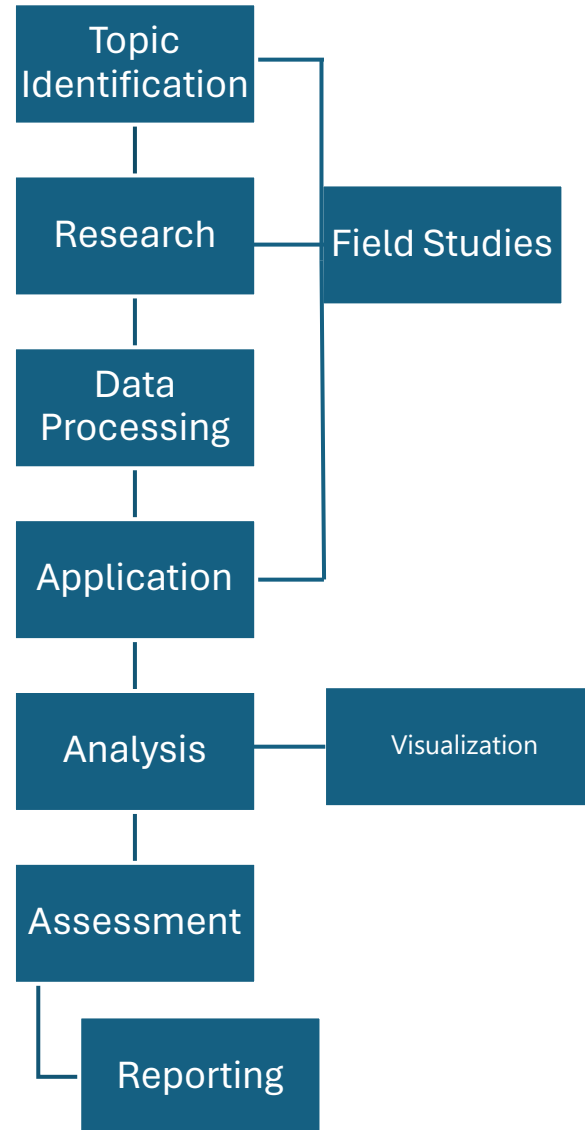 Topic
Identification
Research
Field Studies
Data
Processing
Application
Analysis
Visualization
Assessment
Reporting